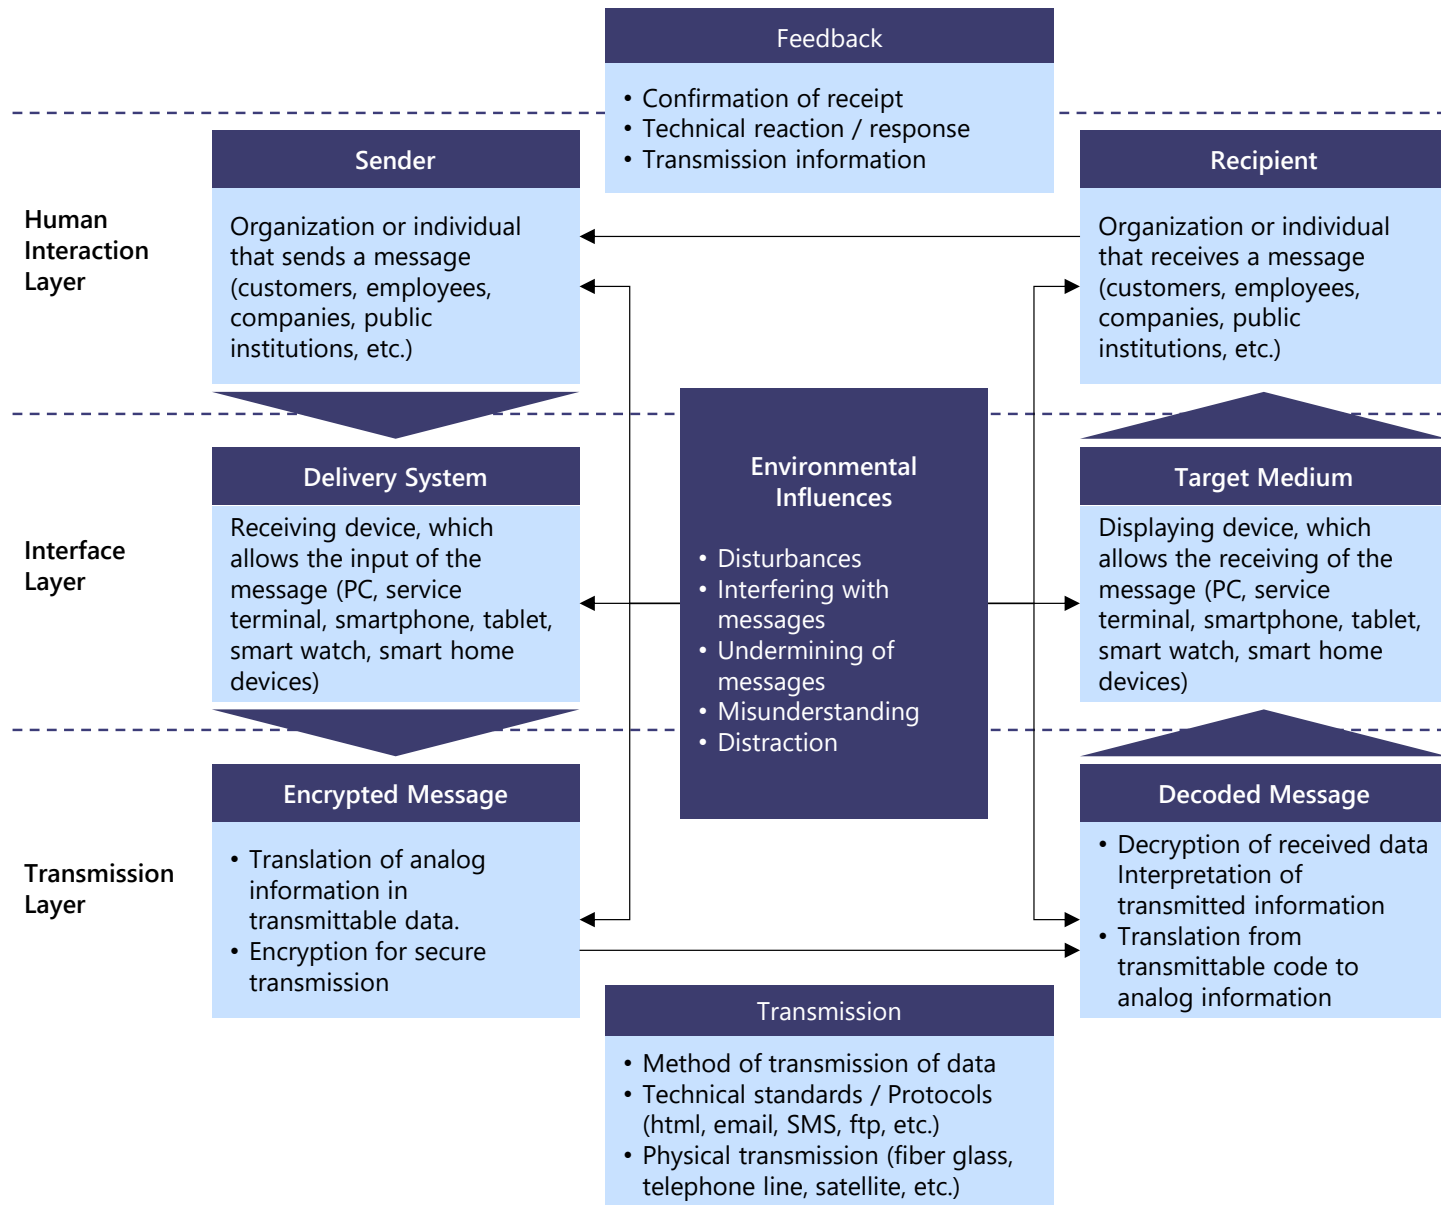 Feedback
• Confirmation of receipt
• Technical reaction / response
• Transmission information
Human
Interaction
Layer
Sender
Organization or individual
that sends a message
(customers, employees,
companies, public
institutions, etc.)
Recipient
Organization or individual
that receives a message
(customers, employees,
companies, public
institutions, etc.)
Interface
Layer
Delivery System
Receiving device, which
allows the input of the
message (PC, service
terminal, smartphone, tablet,
smart watch, smart home
devices)
Environmental
Influences
• Disturbances
• Interfering with
messages
• Undermining of
messages
• Misunderstanding
• Distraction
Target Medium
Displaying device, which
allows the receiving of the
message (PC, service
terminal, smartphone, tablet,
smart watch, smart home
devices)
Transmission
Layer
Encrypted Message
• Translation of analog
information in
transmittable data.
• Encryption for secure
transmission
Decoded Message
• Decryption of received data
Interpretation of
transmitted information
• Translation from
transmittable code to
analog information
Transmission
• Method of transmission of data
• Technical standards / Protocols
(html, email, SMS, ftp, etc.)
• Physical transmission (fiber glass,
telephone line, satellite, etc.)